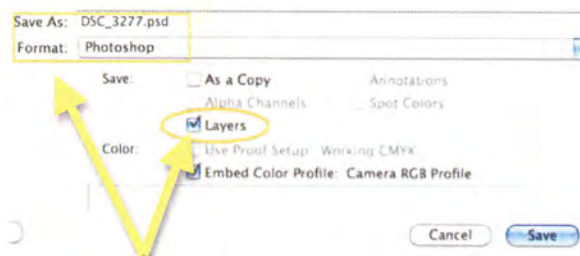 Save As: DSC_3277.psd
Format: Photoshop
Save: As a Copy Annotations
Alpha Channels Spot Colors
Layers
Color: Use Proof Setup: Working CMYK
Embed Color Profile: Camera RGB Profile
Cancel Save